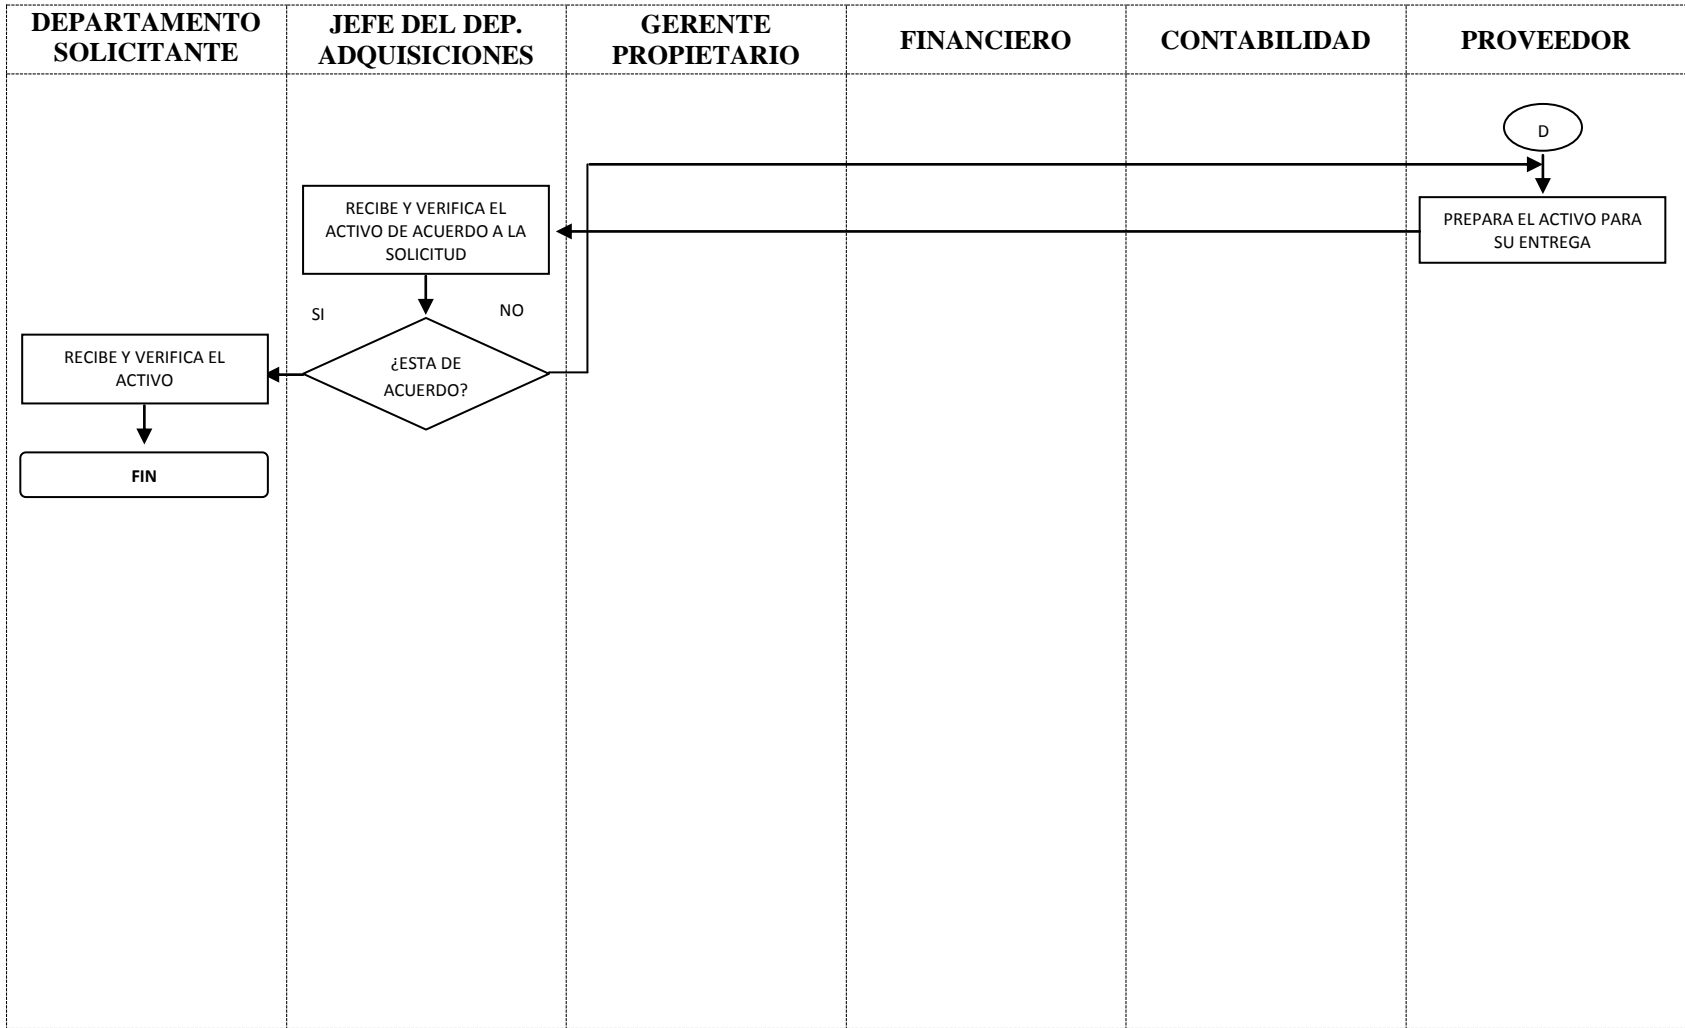 DEPARTAMENTO
SOLICITANTE
JEFE DEL DEP.
ADQUISICIONES
GERENTE
PROPIETARIO
FINANCIERO
CONTABILIDAD
PROVEEDOR
D
RECIBE Y VERIFICA EL
ACTIVO DE ACUERDO A LA
SOLICITUD
PREPARA EL ACTIVO PARA
SU ENTREGA
SI
NO
RECIBE Y VERIFICA EL
ACTIVO
¿ESTA DE
ACUERDO?
FIN